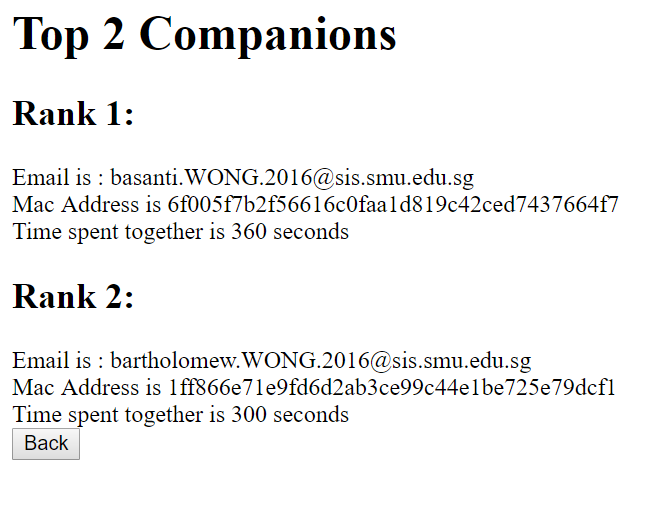 Top 2 Companions
Rank 1:
Email is : basanti.WONG.2016@sis.smu.edu.sg
Mac Address is 6f005f7b2f56616c0faa1d819c42ced7437664f7
Time spent together is 360 seconds
Rank 2:
Email is : bartholomew.WONG.2016@sis.smu.edu.sg
Mac Address is 1ff866e71e9fd6d2ab3ce99c44e1be725e79dcf1
Time spent together is 300 seconds
Back